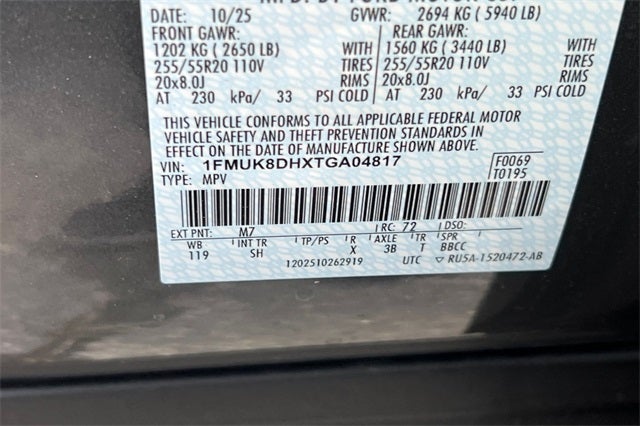 MFD. BY FORD MOTOR CO.
DATE: 10/25 GVWR: 2694 KG ( 5940 LB)
FRONT GAWR: REAR GAWR:
1202 KG ( 2650 LB) WITH 1560 KG ( 3440 LB) WITH
255/55R20 110V TIRES 255/55R20 110V TIRES
20x8.0J RIMS 20x8.0J RIMS
AT 230 kPa/ 33 PSI COLD AT 230 kPa/ 33 PSI COLD
THIS VEHICLE CONFORMS TO ALL APPLICABLE FEDERAL MOTOR
VEHICLE SAFETY AND THEFT PREVENTION STANDARDS IN
EFFECT ON THE DATE OF MANUFACTURE SHOWN ABOVE.
VIN: 1FMUK8DHXTGA04817 F0069
TYPE: MPV T0195
EXT PNT: M7 RC: 72 DSO:
WB INT TR TP/PS R AXLE TR SPR
119 SH X 3B T BBCC
1202510262919 UTC ▽ RU5A-1520472-AB